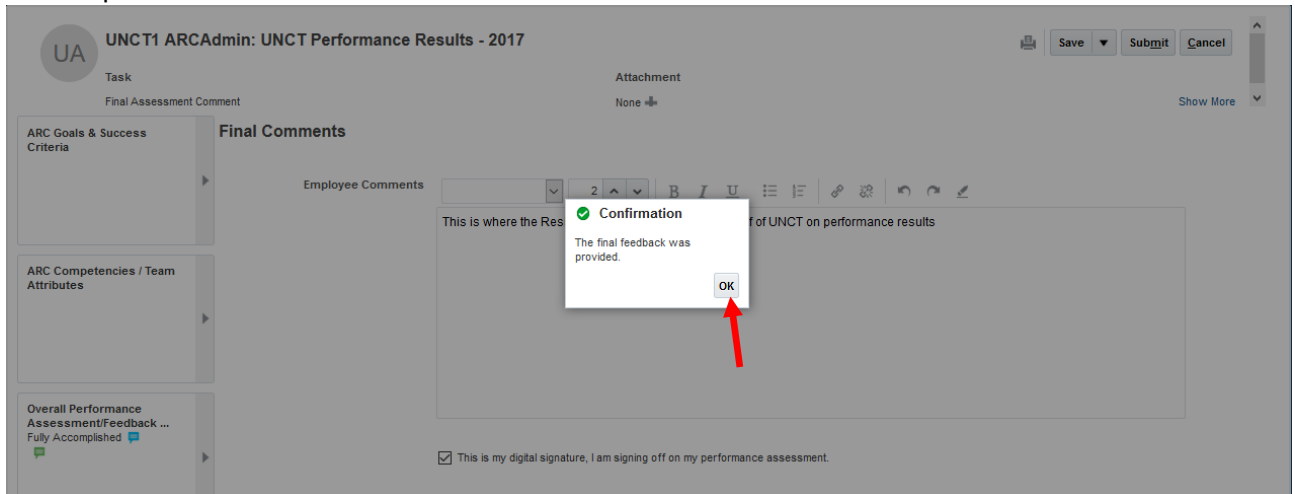 UA
UNCT1 ARCAdmin: UNCT Performance Results - 2017
Save
Submit
Cancel
Task
Attachment
Final Assessment Comment
None
Show More
ARC Goals & Success
Criteria
Final Comments
Employee Comments
2
B I U
This is where the Res
f of UNCT on performance results
Confirmation
The final feedback was
provided.
OK
ARC Competencies / Team
Attributes
Overall Performance
Assessment/Feedback ...
Fully Accomplished
This is my digital signature, I am signing off on my performance assessment.